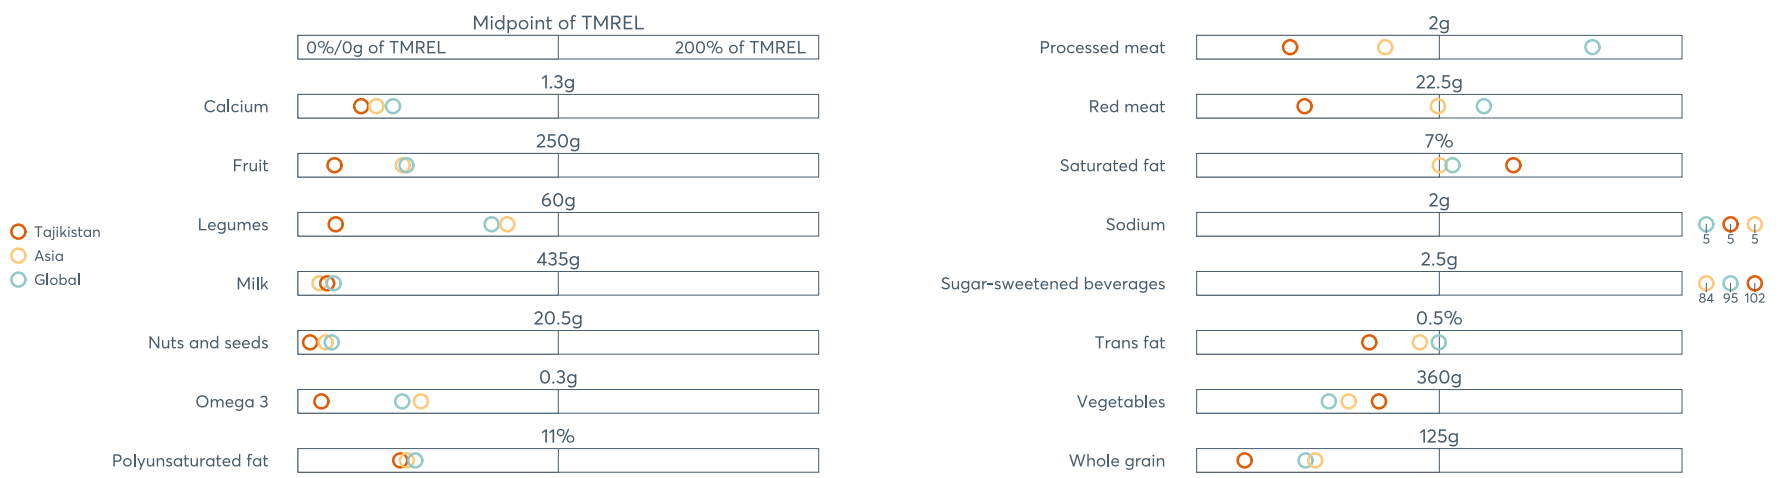 Midpoint of TMREL
0%/0g of TMREL
200% of TMREL
Calcium
1.3g
Fruit
250g
Legumes
60g
Milk
435g
Nuts and seeds
20.5g
Omega 3
0.3g
Polyunsaturated fat
11%
Tajikistan
Asia
Global
Processed meat
2g
Red meat
22.5g
Saturated fat
7%
Sodium
2g
5 5 5
Sugar-sweetened beverages
2.5g
84 95 102
Trans fat
0.5%
Vegetables
360g
Whole grain
125g